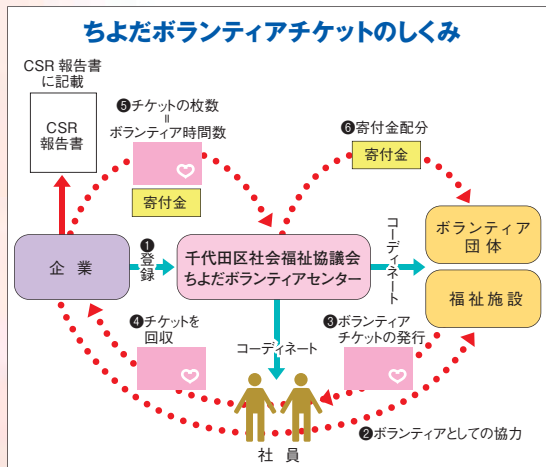 ちよだボランティアチケットのしくみ
CSR 報告書
に記載
CSR
報告書
❺チケットの枚数
=
ボランティア時間数
寄付金
❻寄付金配分
寄付金
企業
❶登録
千代田区社会福祉協議会
ちよだボランティアセンター
コーディネート
ボランティア
団体
福祉施設
❹チケットを
回収
コーディネート
❸ボランティア
チケットの発行
❷ボランティアとしての協力
社員